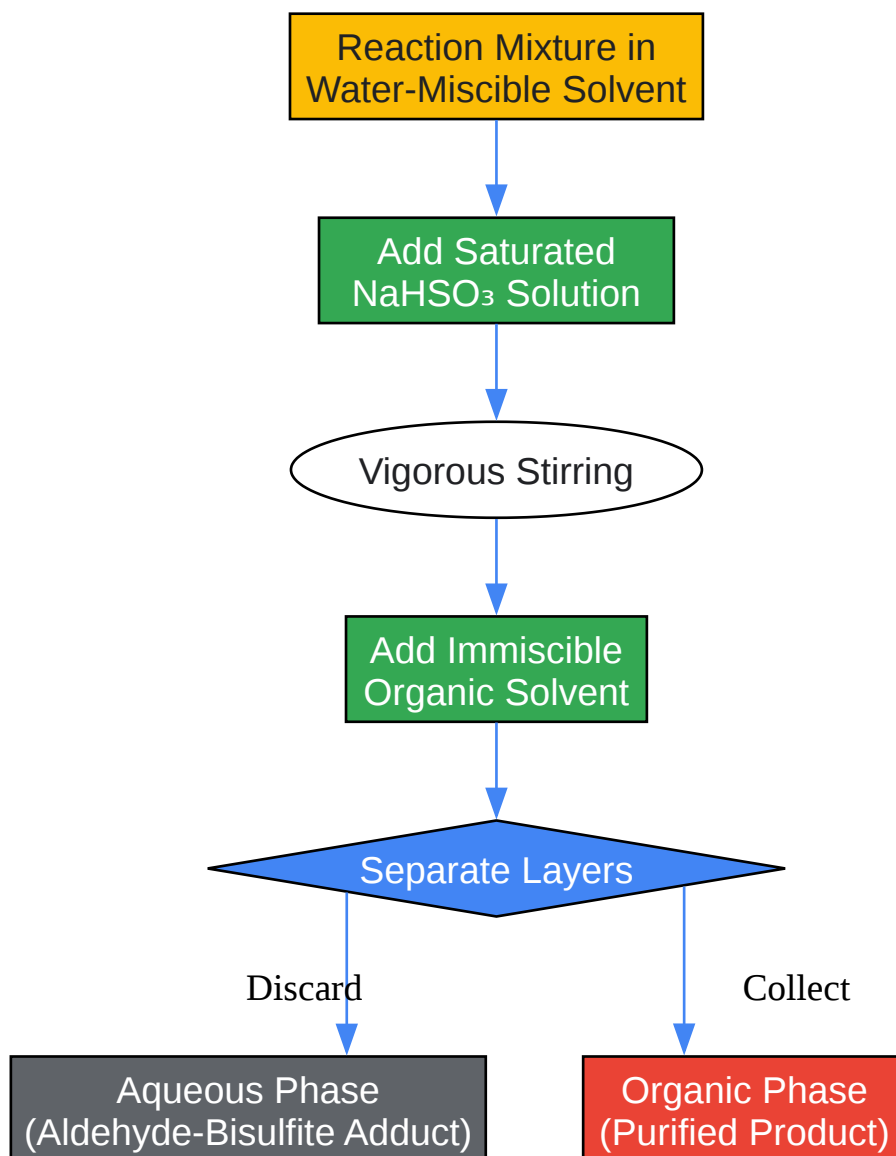 Reaction Mixture in
Water-Miscible Solvent
Add Saturated
NaHSO₃ Solution
Vigorous Stirring
Add Immiscible
Organic Solvent
Separate Layers
Discard
Collect
Aqueous Phase
(Aldehyde-Bisulfite Adduct)
Organic Phase
(Purified Product)